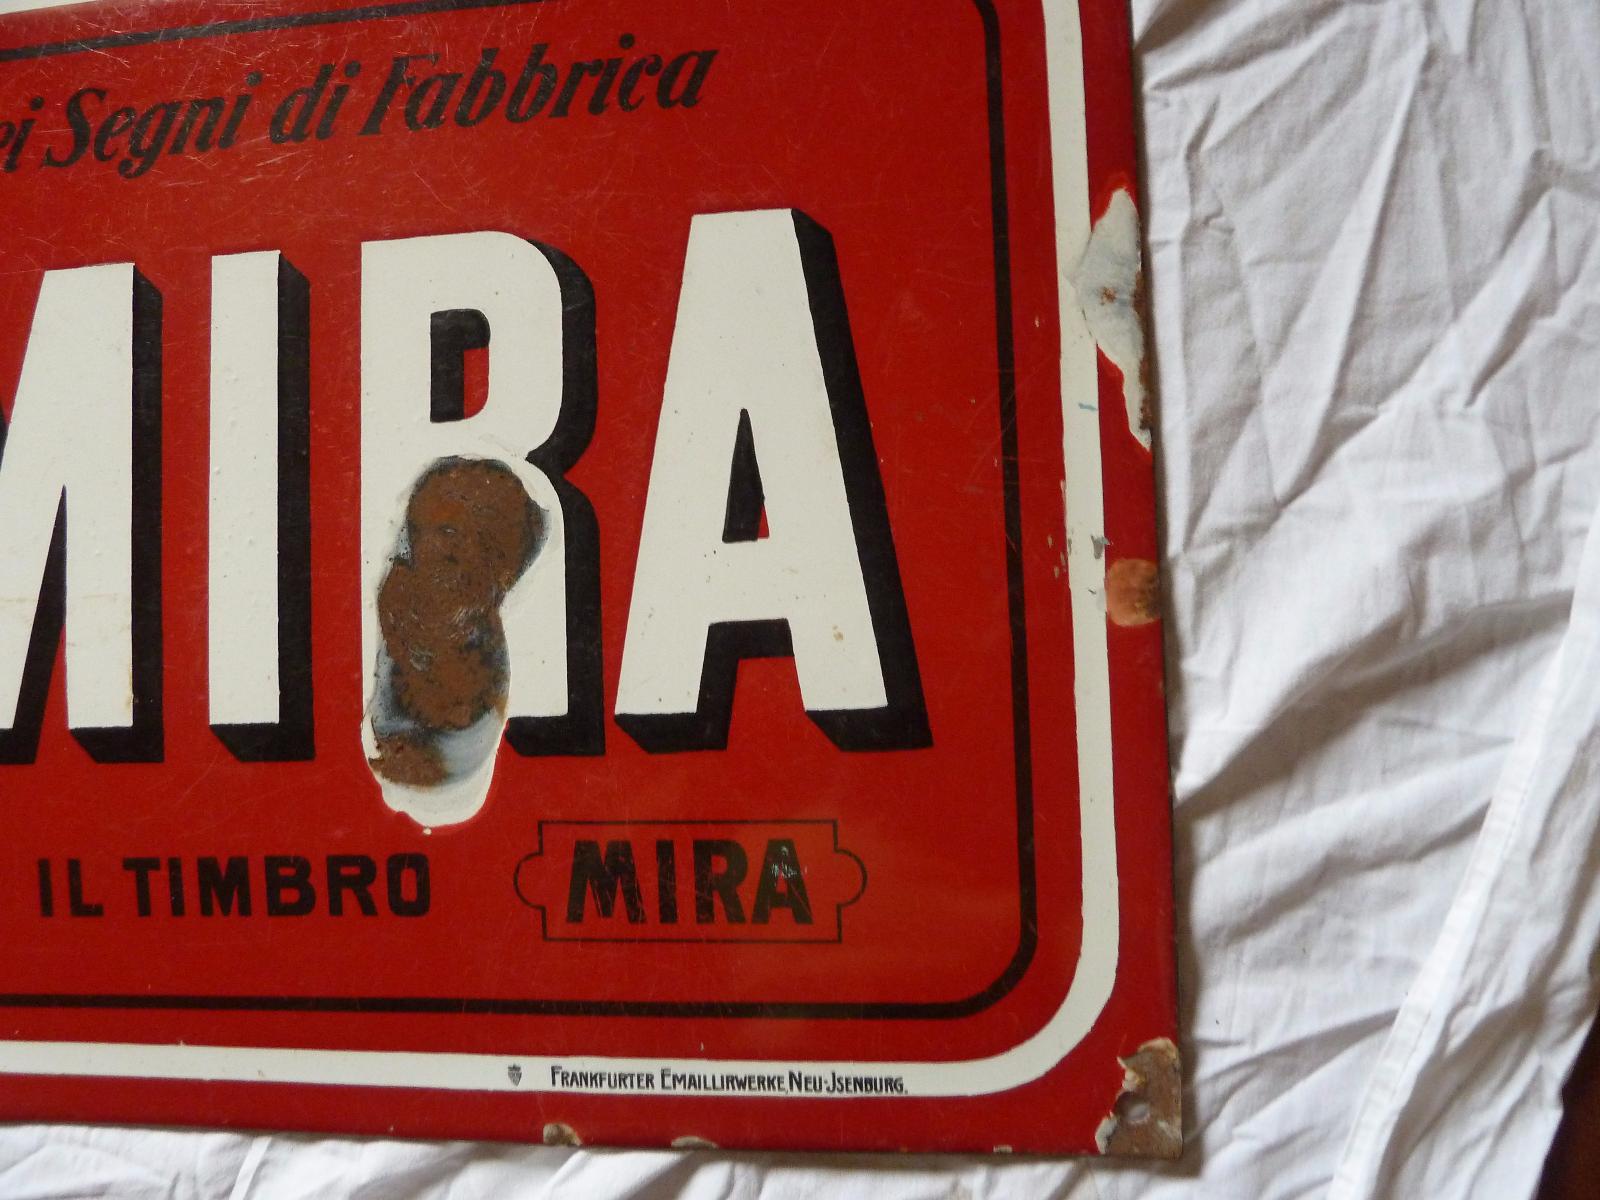 ei Segni di Fabbrica
MIRA
IL TIMBRO MIRA
FRANKFURTER EMAILLIRWERKE, NEU-JSENBURG.